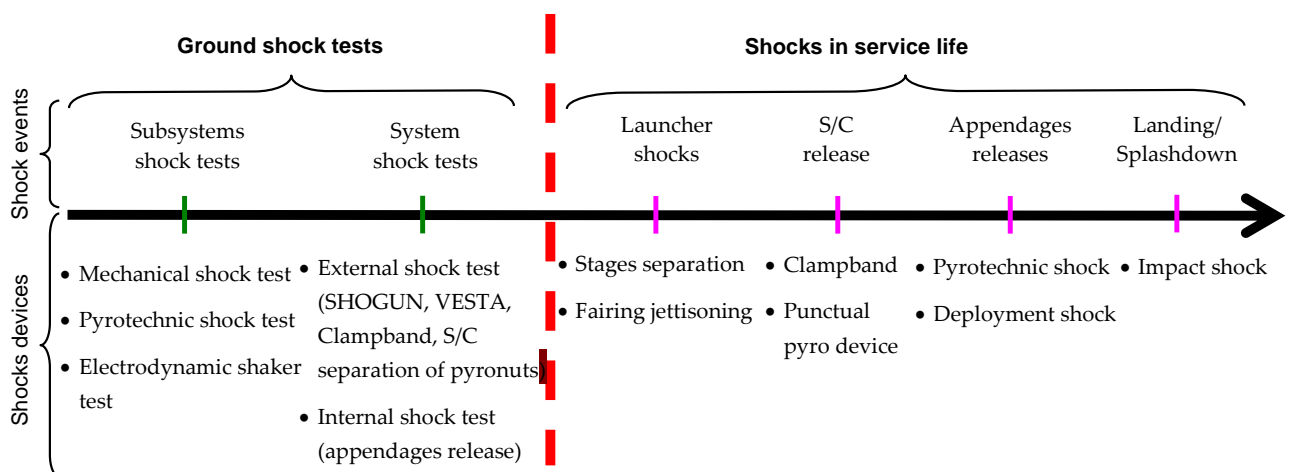 Ground shock tests
Shocks in service life
Shock events
Subsystems
shock tests
System
shock tests
Launcher
shocks
S/C
release
Appendages
releases
Landing/
Splashdown
Shocks devices
• Mechanical shock test
• Pyrotechnic shock test
• Electrodynamic shaker
test
• External shock test
(SHOGUN, VESTA,
Clampband, S/C
separation of pyronuts)
• Internal shock test
(appendages release)
• Stages separation
• Fairing jettisoning
• Clampband
• Punctual
pyro device
• Pyrotechnic shock
• Deployment shock
• Impact shock